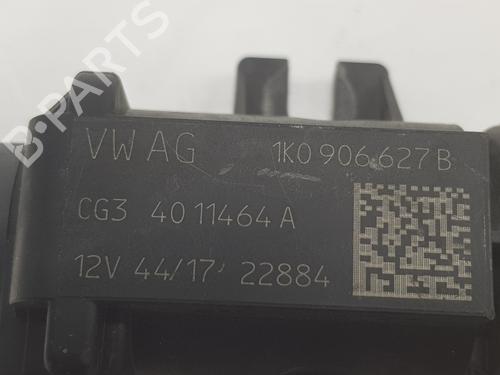 B-PARTS
VW AG 1K0 906 627 B
CG3 40 11464 A
12V 44/17 22884